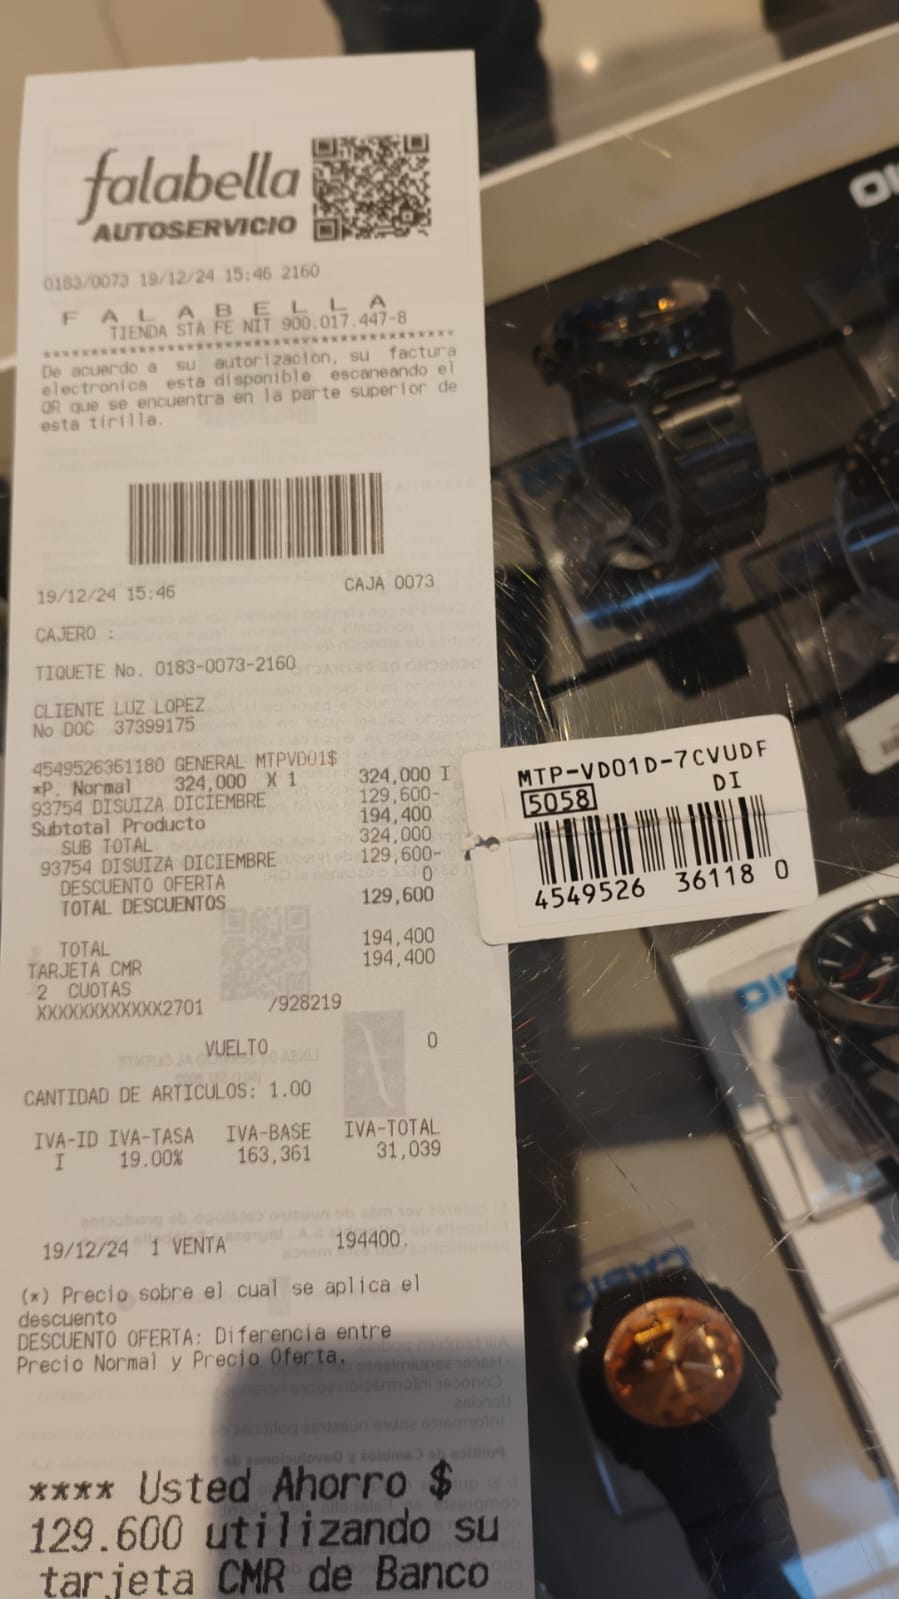 falabella
AUTOSERVICIO
0183/0073 19/12/24 15:46 2160
F A L A B E L L A
TIENDA STA FE NIT 900.017.447-8
De acuerdo a su autorizacion, su factura
electronica esta disponible escaneando el
QR que se encuentra en la parte superior de
esta tirilla.
19/12/24 15:46 CAJA 0073
CAJERO :
TIQUETE No. 0183-0073-2160
CLIENTE LUZ LOPEZ
No DOC 37399175
4549526361180 GENERAL MTPVD01$
*P. Normal 324,000 X 1 324,000 I
93754 DISUIZA DICIEMBRE 129,600-
Subtotal Producto 194,400
SUB TOTAL 324,000
93754 DISUIZA DICIEMBRE 129,600-
DESCUENTO OFERTA 0
TOTAL DESCUENTOS 129,600
TOTAL 194,400
TARJETA CMR 194,400
2 CUOTAS
XXXXXXXXXXXX2701 /928219
VUELTO 0
CANTIDAD DE ARTICULOS: 1.00
IVA-ID IVA-TASA IVA-BASE IVA-TOTAL
I 19.00% 163,361 31,039
19/12/24 1 VENTA 194400.
(*) Precio sobre el cual se aplica el
descuento
DESCUENTO OFERTA: Diferencia entre
Precio Normal y Precio Oferta.
**** Usted Ahorro $
129.600 utilizando su
tarjeta CMR de Banco
MTP-VD01D-7CVUDF
5058 DI
4549526 36118 0
CASIO